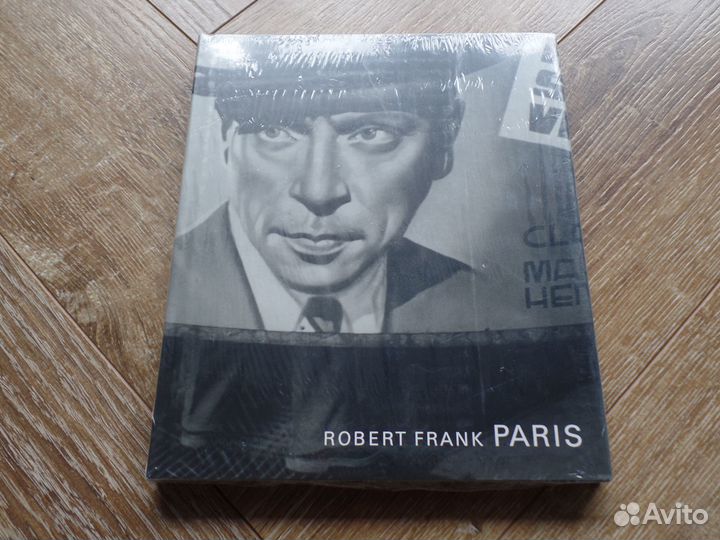 CL
MA
HEN
ROBERT FRANK PARIS
Avito